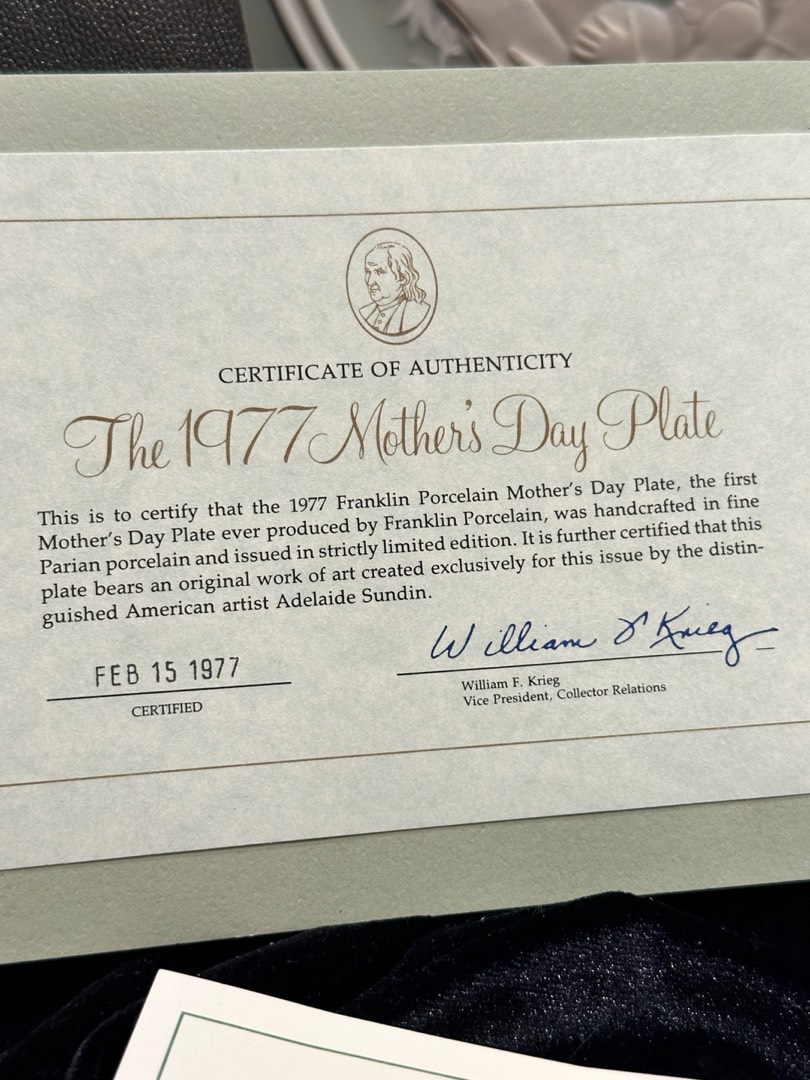 CERTIFICATE OF AUTHENTICITY
The 1977 Mother's Day Plate
This is to certify that the 1977 Franklin Porcelain Mother's Day Plate, the first
Mother's Day Plate ever produced by Franklin Porcelain, was handcrafted in fine
Parian porcelain and issued in strictly limited edition. It is further certified that this
plate bears an original work of art created exclusively for this issue by the distin-
guished American artist Adelaide Sundin.
William F Krieg
FEB 15 1977
CERTIFIED
William F. Krieg
Vice President, Collector Relations